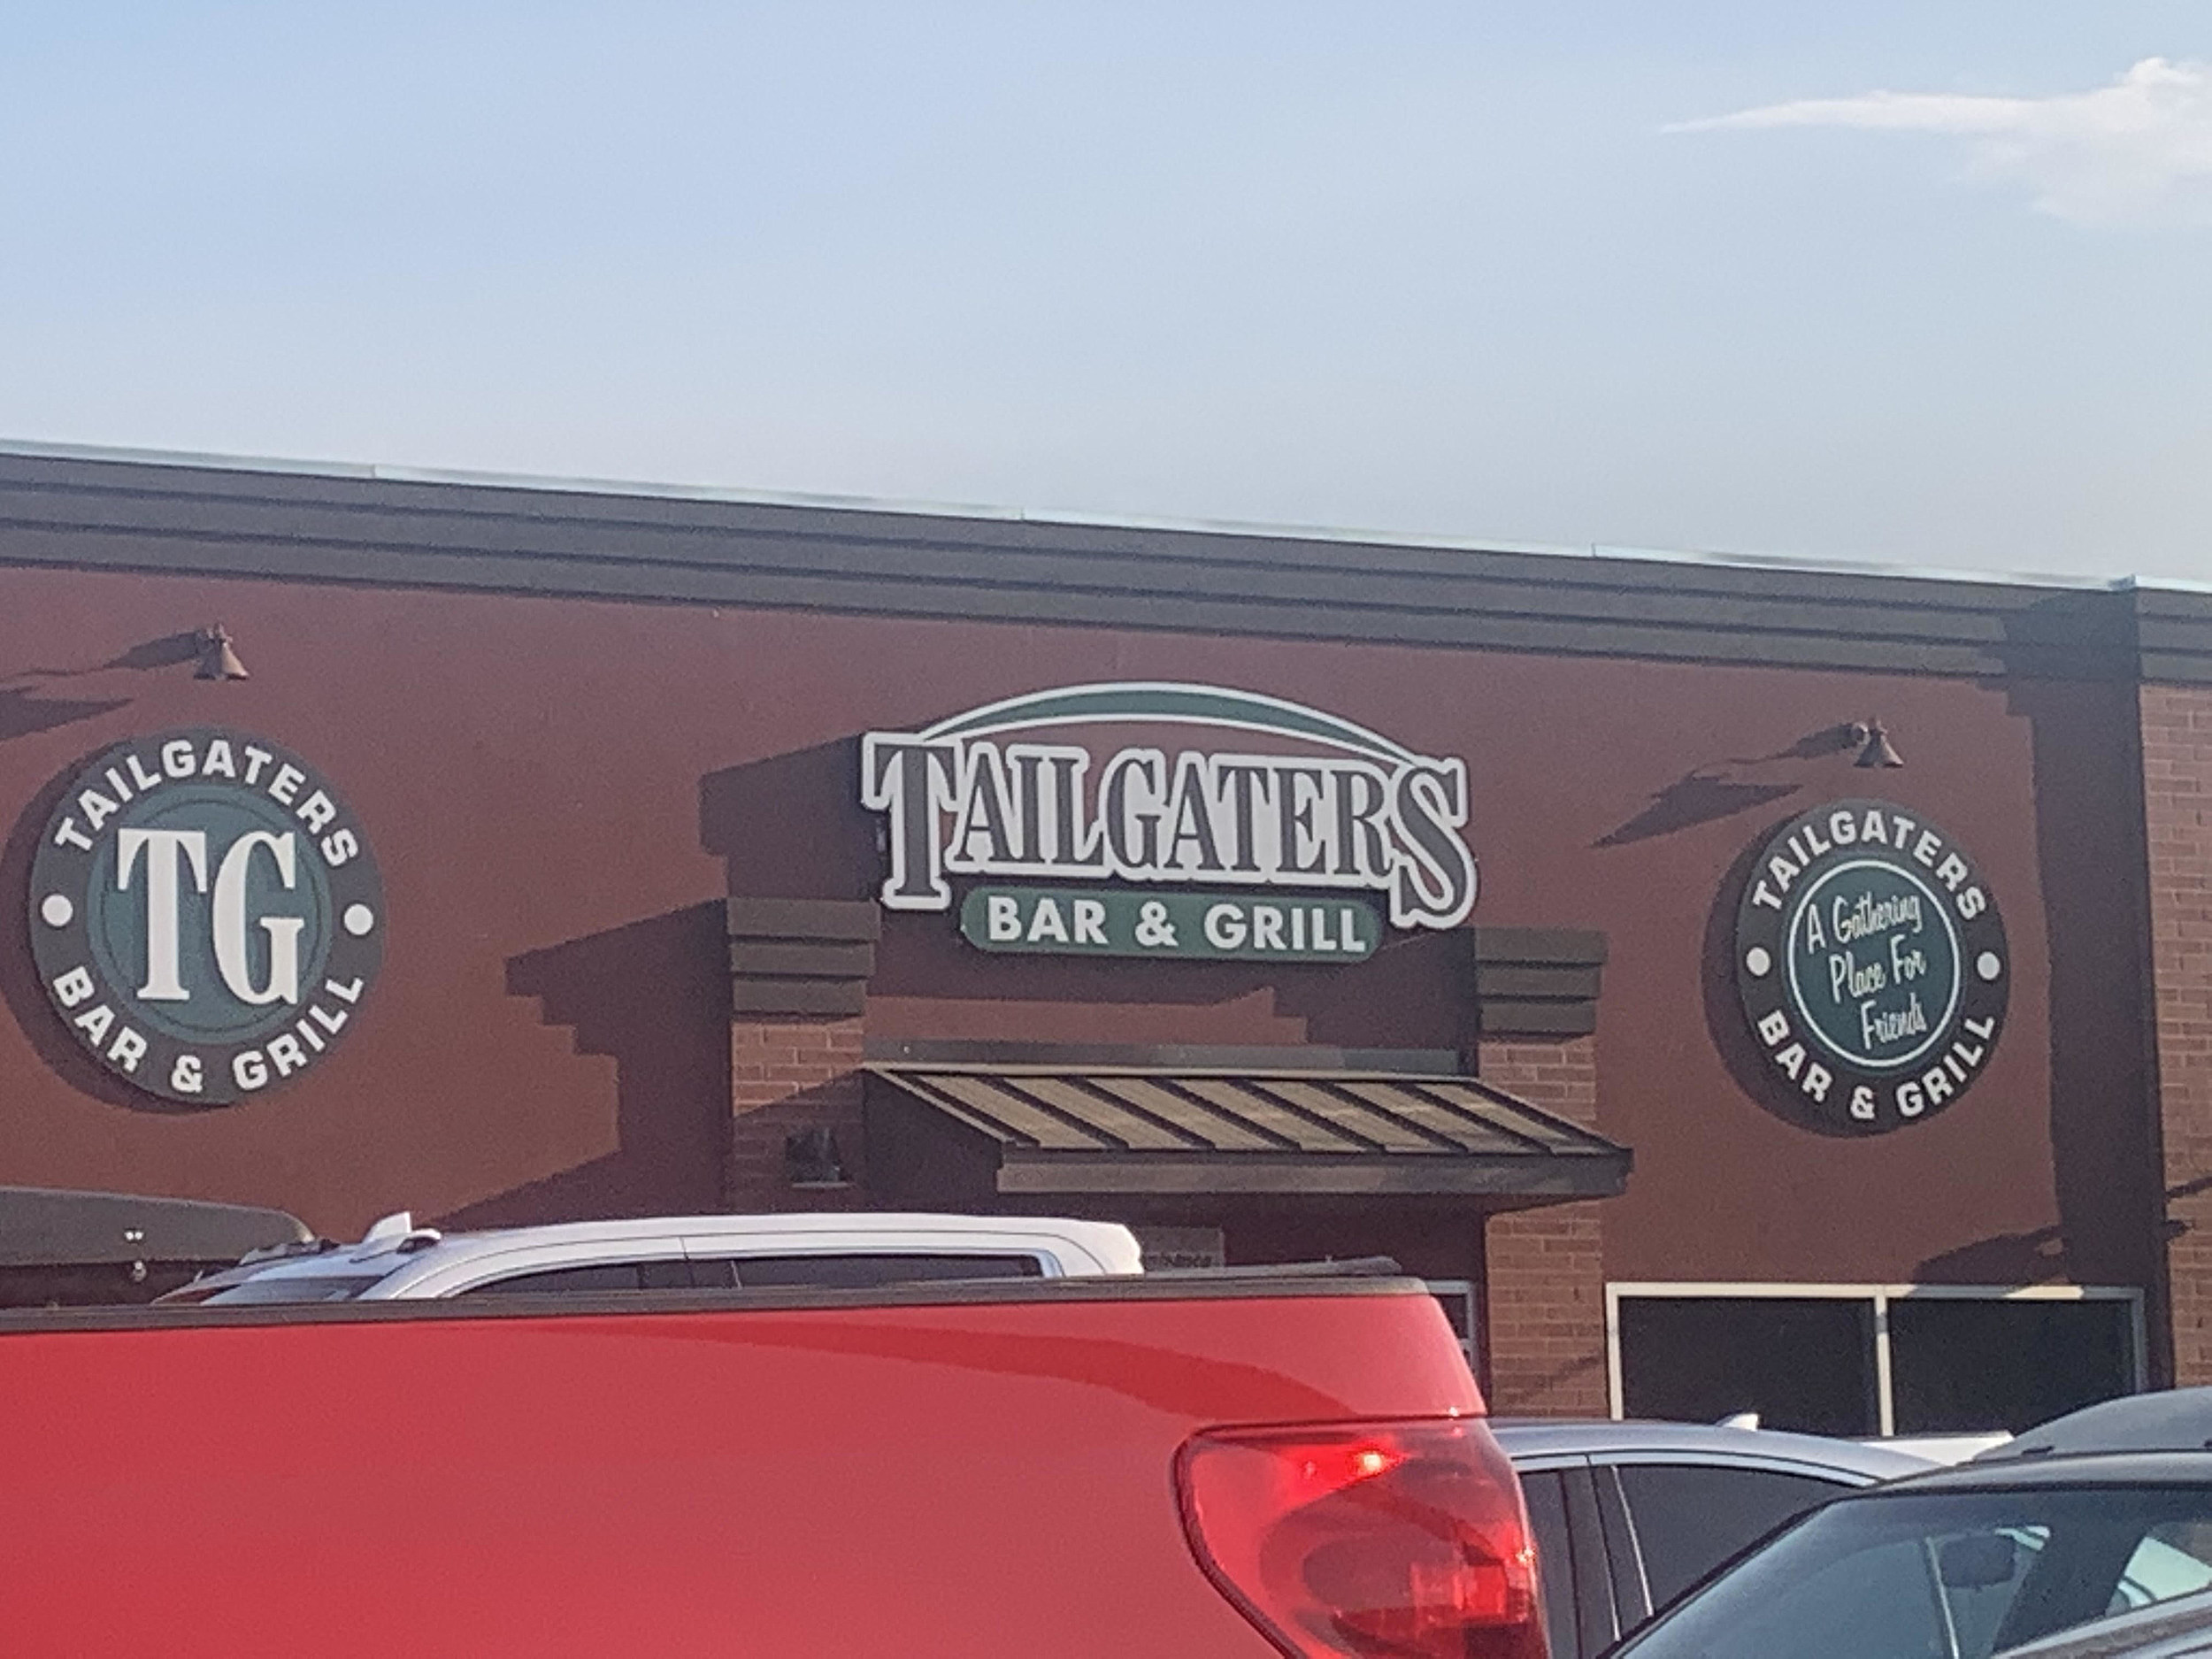 TAILGATERS
TG
BAR & GRILL
TAILGATERS
BAR & GRILL
TAILGATERS
A Gathering
Place For
Friends
BAR & GRILL